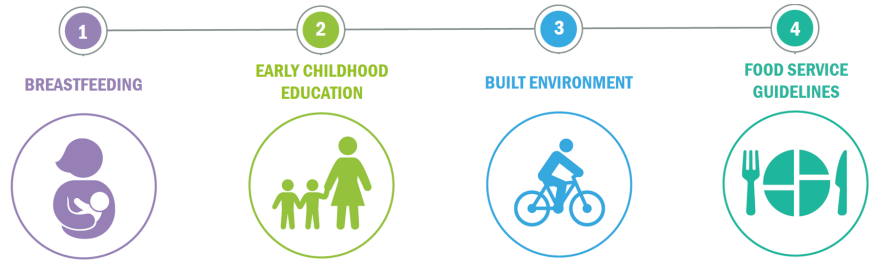 1
2
3
4
BREASTFEEDING
EARLY CHILDHOOD
EDUCATION
BUILT ENVIRONMENT
FOOD SERVICE
GUIDELINES